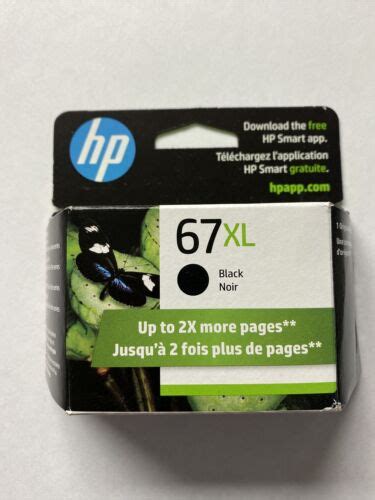 hp
Download the free
HP Smart app.
Téléchargez l'application
HP Smart gratuite.
hpapp.com
67XL
Black
Noir
Up to 2X more pages**
Jusqu'à 2 fois plus de pages**